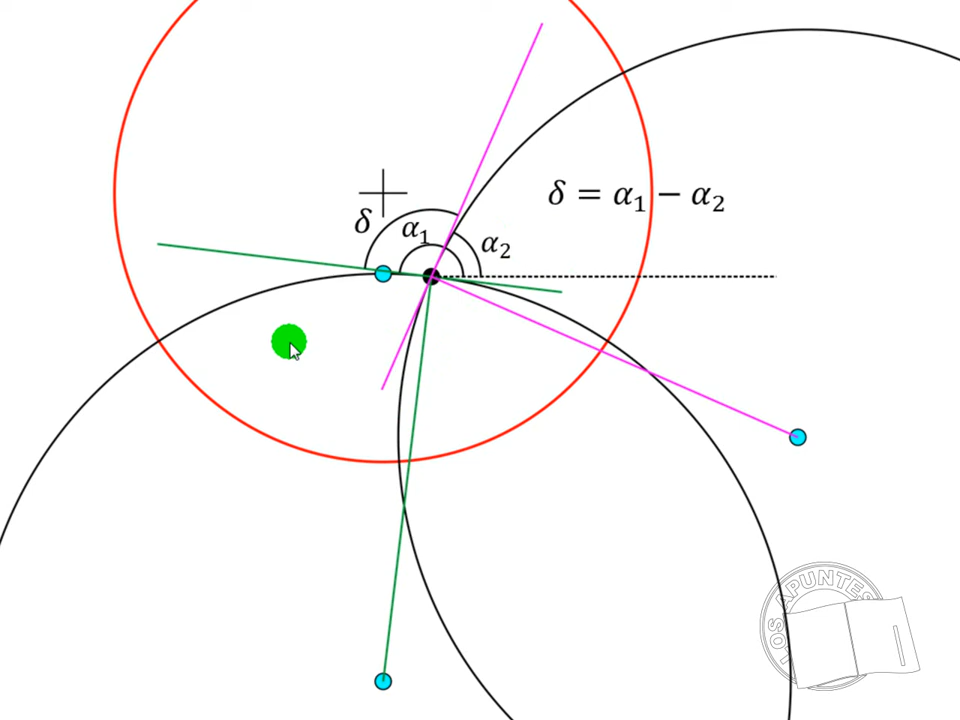 δ = α₁ − α₂
δ
α₁
α₂
LOS APUNTES